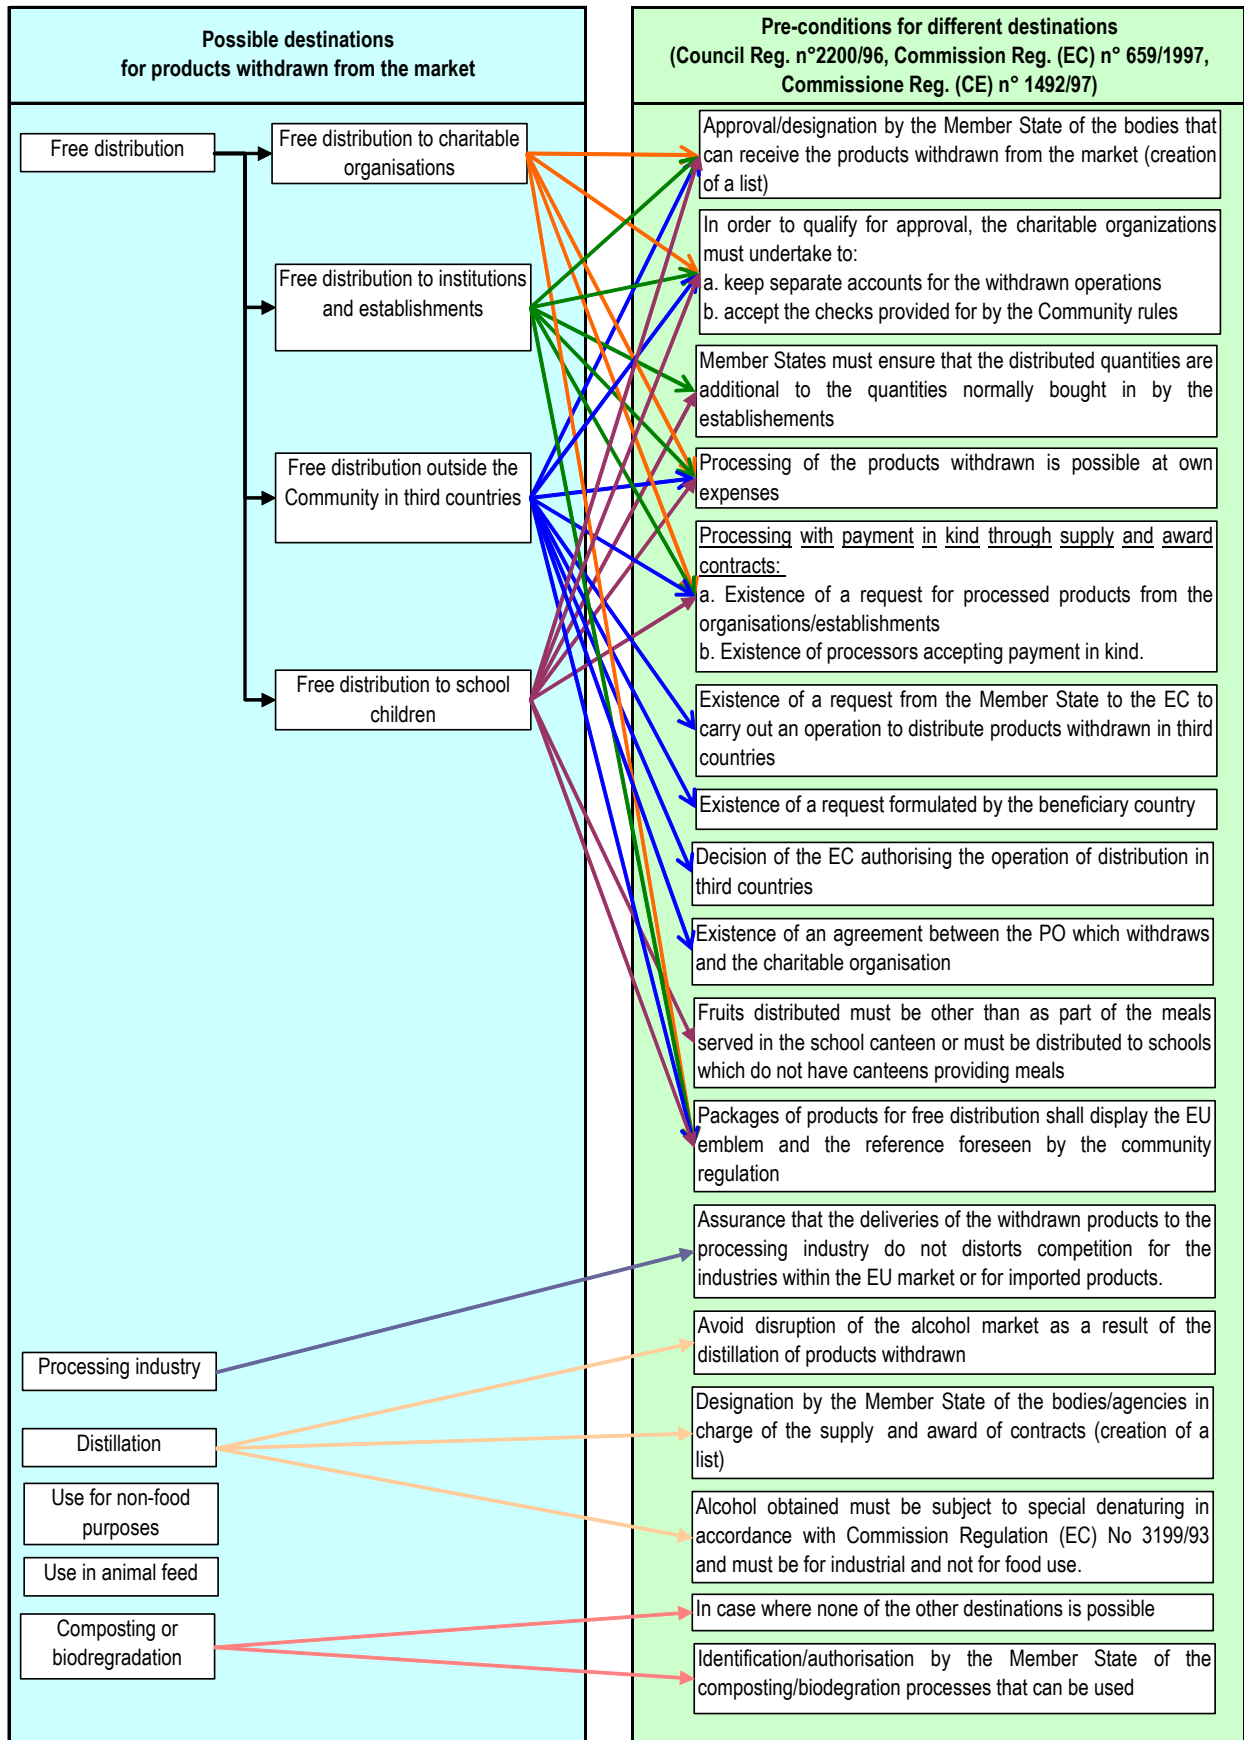 Possible destinations
for products withdrawn from the market
Pre-conditions for different destinations
(Council Reg. n°2200/96, Commission Reg. (EC) n° 659/1997,
Commissione Reg. (CE) n° 1492/97)
Free distribution
Free distribution to charitable
organisations
Free distribution to institutions
and establishments
Free distribution outside the
Community in third countries
Free distribution to school
children
Processing industry
Distillation
Use for non-food
purposes
Use in animal feed
Composting or
biodregradation
Approval/designation by the Member State of the bodies that
can receive the products withdrawn from the market (creation
of a list)
In order to qualify for approval, the charitable organizations
must undertake to:
a. keep separate accounts for the withdrawn operations
b. accept the checks provided for by the Community rules
Member States must ensure that the distributed quantities are
additional to the quantities normally bought in by the
establishements
Processing of the products withdrawn is possible at own
expenses
Processing with payment in kind through supply and award
contracts:
a. Existence of a request for processed products from the
organisations/establishments
b. Existence of processors accepting payment in kind.
Existence of a request from the Member State to the EC to
carry out an operation to distribute products withdrawn in third
countries
Existence of a request formulated by the beneficiary country
Decision of the EC authorising the operation of distribution in
third countries
Existence of an agreement between the PO which withdraws
and the charitable organisation
Fruits distributed must be other than as part of the meals
served in the school canteen or must be distributed to schools
which do not have canteens providing meals
Packages of products for free distribution shall display the EU
emblem and the reference foreseen by the community
regulation
Assurance that the deliveries of the withdrawn products to the
processing industry do not distorts competition for the
industries within the EU market or for imported products.
Avoid disruption of the alcohol market as a result of the
distillation of products withdrawn
Designation by the Member State of the bodies/agencies in
charge of the supply and award of contracts (creation of a
list)
Alcohol obtained must be subject to special denaturing in
accordance with Commission Regulation (EC) No 3199/93
and must be for industrial and not for food use.
In case where none of the other destinations is possible
Identification/authorisation by the Member State of the
composting/biodegration processes that can be used